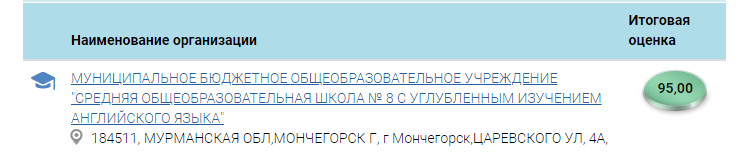 Итоговая
Наименование организации оценка
МУНИЦИПАЛЬНОЕ БЮДЖЕТНОЕ ОБЩЕОБРАЗОВАТЕЛЬНОЕ УЧРЕЖДЕНИЕ
"СРЕДНЯЯ ОБЩЕОБРАЗОВАТЕЛЬНАЯ ШКОЛА № 8 С УГЛУБЛЕННЫМ ИЗУЧЕНИЕМ
АНГЛИЙСКОГО ЯЗЫКА"
95,00
184511, МУРМАНСКАЯ ОБЛ,МОНЧЕГОРСК Г, г Мончегорск,ЦАРЕВСКОГО УЛ, 4А,